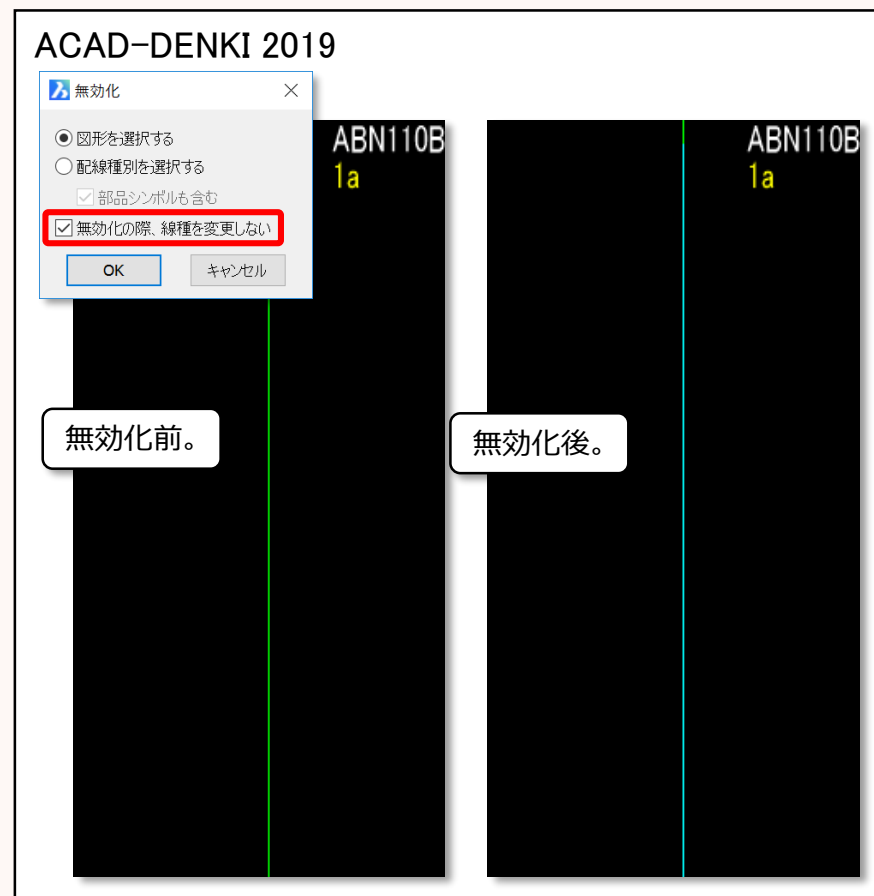 ACAD-DENKI 2019
無効化
図形を選択する
配線種別を選択する
部品シンボルも含む
無効化の際、線種を変更しない
OK キャンセル
ABN110B
1a
ABN110B
1a
無効化前。
無効化後。